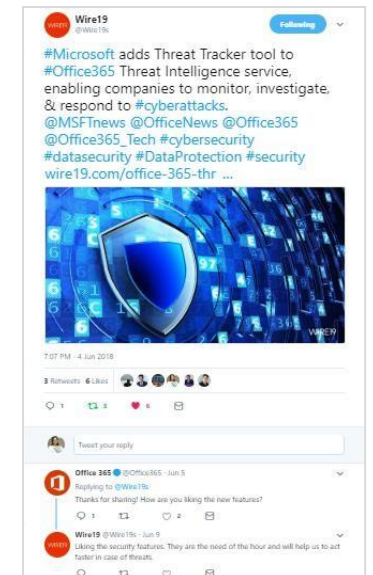 Wire19
@Wire19s
Following
#Microsoft adds Threat Tracker tool to
#Office365 Threat Intelligence service,
enabling companies to monitor, investigate,
& respond to #cyberattacks.
@MSFTnews @OfficeNews @Office365
@Office365_Tech #cybersecurity
#datasecurity #DataProtection #security
wire19.com/office-365-thr ...
WIRE19
7:07 PM - 4 Jun 2018
3 Retweets 6 Likes
1 3 6
Tweet your reply
Office 365 @Office365 · Jun 5
Replying to @Wire19s
Thanks for sharing! How are you liking the new features?
1 2
WIRE19
Wire19 @Wire19s · Jun 9
Liking the security features. They are the need of the hour and will help us to act
faster in case of threats.